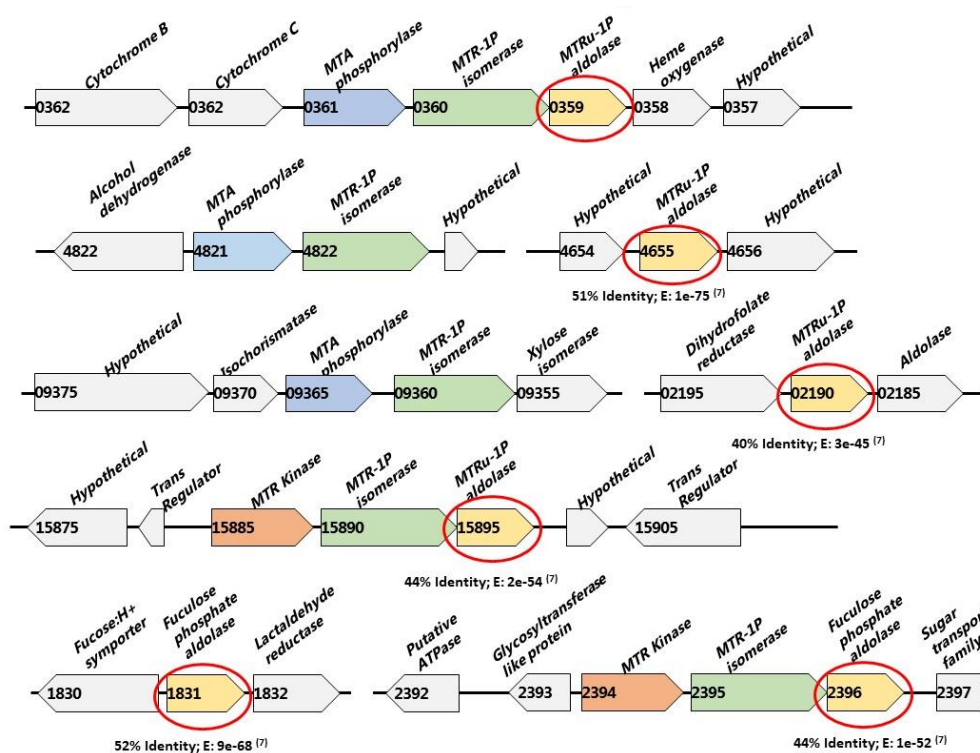 Cytochrome B
Cytochrome C
MTA
phosphorylase
MTR-1P
isomerase
MTRu-1P
aldolase
Heme
oxygenase
Hypothetical
0362
0362
0361
0360
0359
0358
0357
Alcohol
dehydrogenase
MTA
phosphorylase
MTR-1P
isomerase
Hypothetical
Hypothetical
MTRu-1P
aldolase
Hypothetical
4822
4821
4822
4654
4655
4656
51% Identity; E: 1e-75 (7)
Hypothetical
Isochorismatase
MTA
phosphorylase
MTR-1P
isomerase
Xylose
isomerase
Dihydrofolate
reductase
MTRu-1P
aldolase
Aldolase
09375
09370
09365
09360
09355
02195
02190
02185
40% Identity; E: 3e-45 (7)
Hypothetical
Trans
Regulator
MTR Kinase
MTR-1P
isomerase
MTRu-1P
aldolase
Hypothetical
Trans
Regulator
15875
15885
15890
15895
15905
44% Identity; E: 2e-54 (7)
Fucose:H+
symporter
Fuculose
phosphate
aldolase
Lactaldehyde
reductase
Putative
ATPase
Glycosyltransferase
like protein
MTR Kinase
MTR-1P
isomerase
Fuculose
phosphate
aldolase
Sugar
transport
family
1830
1831
1832
2392
2393
2394
2395
2396
2397
52% Identity; E: 9e-68 (7)
44% Identity; E: 1e-52 (7)